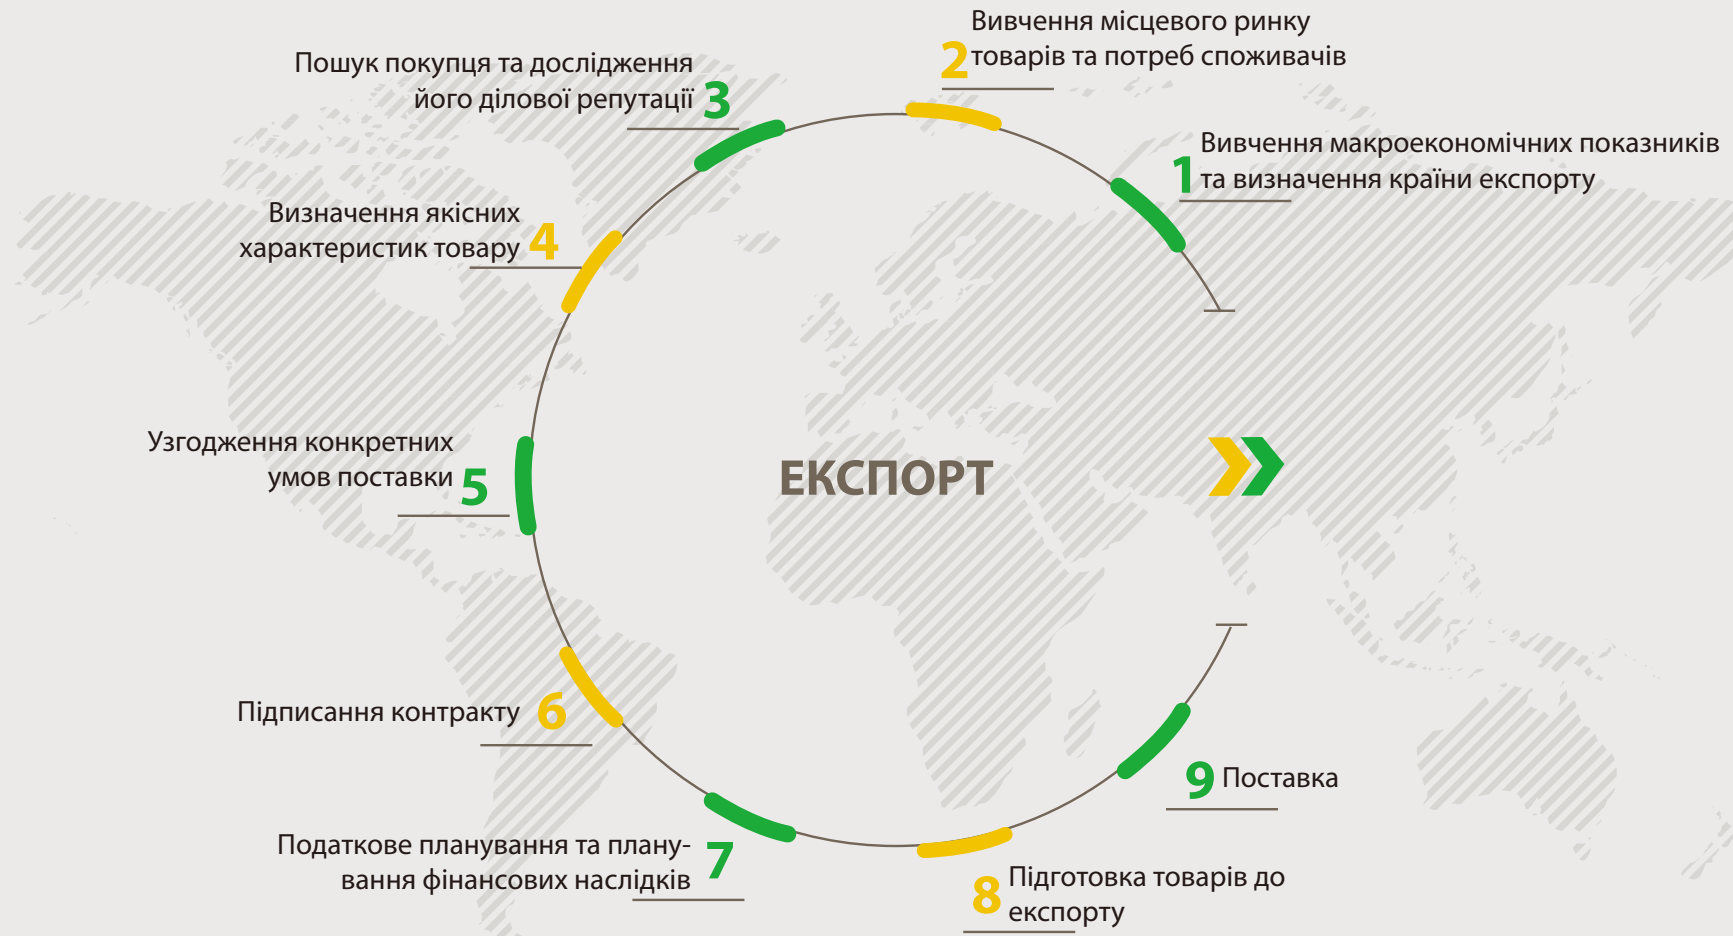 1
Вивчення макроекономічних показників
та визначення країни експорту
2
Вивчення місцевого ринку
товарів та потреб споживачів
3
Пошук покупця та дослідження
його ділової репутації
4
Визначення якісних
характеристик товару
5
Узгодження конкретних
умов поставки
6
Підписання контракту
7
Податкове планування та плану-
вання фінансових наслідків
8
Підготовка товарів до
експорту
9
Поставка
ЕКСПОРТ